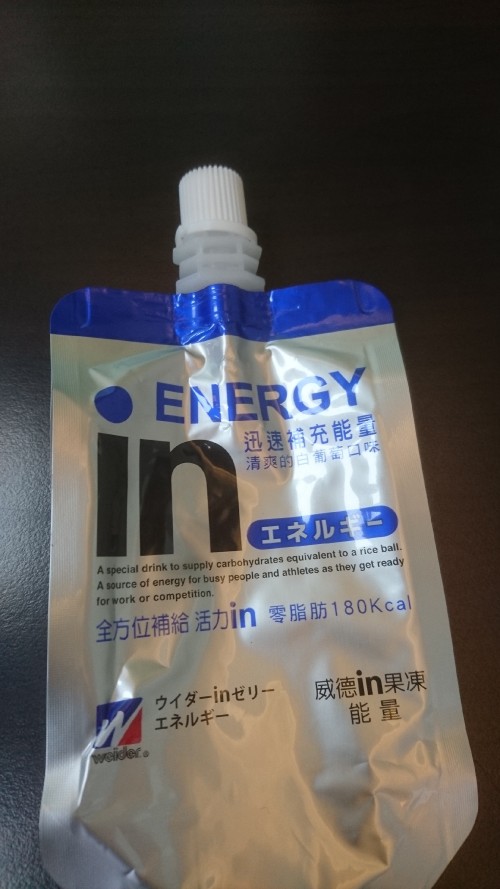 ENERGY
in
迅速補充能量
清爽的白葡萄口味
エネルギー
A special drink to supply carbohydrates equivalent to a rice ball.
A source of energy for busy people and athletes as they get ready
for work or competition.
全方位補給 活力in 零脂肪180Kcal
ウイダーinゼリー
エネルギー
威德in果凍
能量
W
weider®